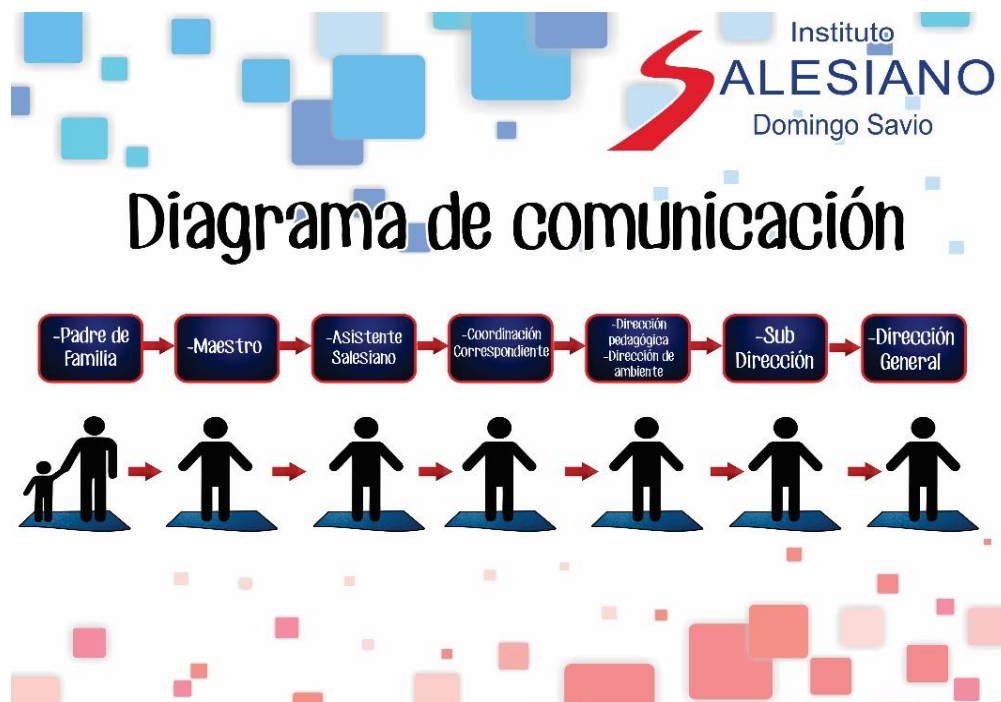 Instituto
SALESIANO
Domingo Savio
Diagrama de comunicación
-Padre de
Familia
-Maestro
-Asistente
Salesiano
-Coordinación
Correspondiente
-Dirección
pedagógica
-Dirección de
ambiente
-Sub
Dirección
-Dirección
General